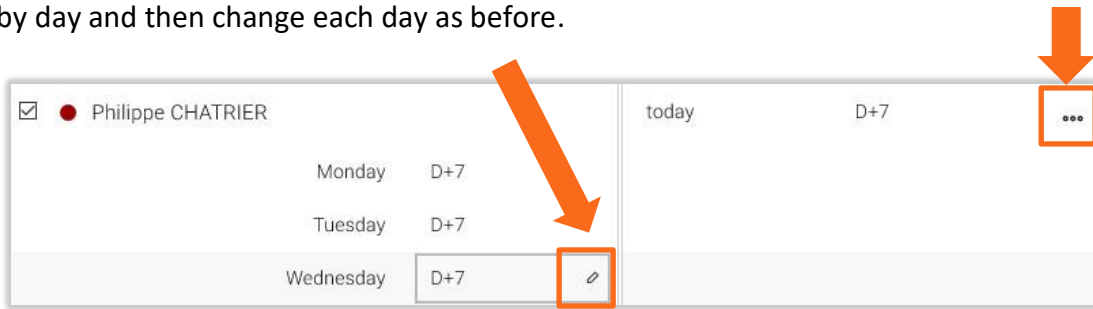 by day and then change each day as before.
Philippe CHATRIER today D+7
Monday D+7
Tuesday D+7
Wednesday D+7